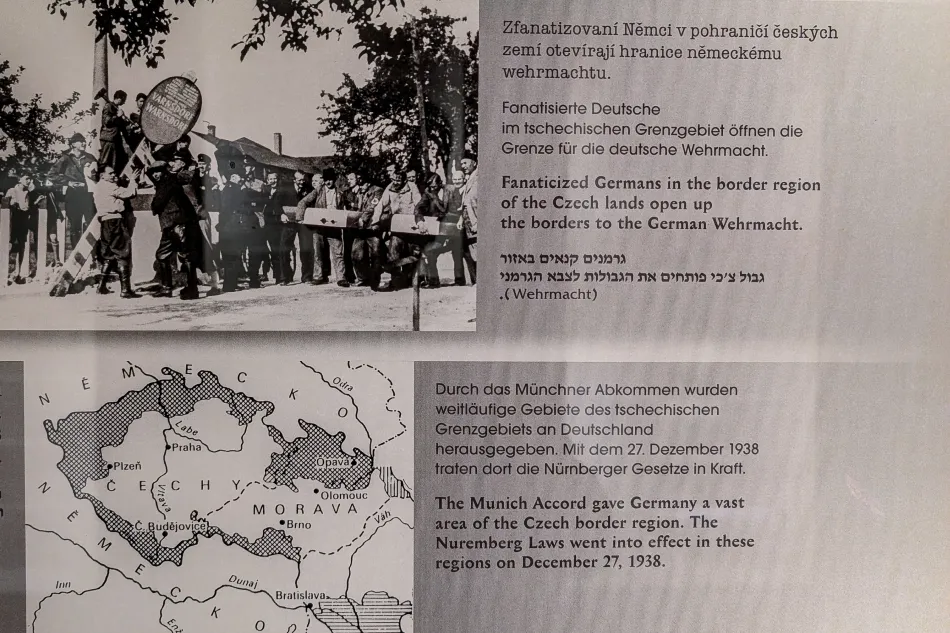 Zfanatizovaní Němci v pohraničí českých
zemí otevírají hranice německému
wehrmachtu.
Fanatisierte Deutsche
im tschechischen Grenzgebiet öffnen die
Grenze für die deutsche Wehrmacht.
Fanaticized Germans in the border region
of the Czech lands open up
the borders to the German Wehrmacht.
גרמנים קנאים באזור
גבול צ'כי פותחים את הגבולות לצבא הגרמני
(Wehrmacht).
NĚMECKO
Odra
Labe
Praha
Plzeň
Opava
ČECHY
Olomouc
Vltava
MORAVA
Brno
Váh
Č. Budějovice
NĚMECKO
Inn
Dunaj
Bratislava
Durch das Münchner Abkommen wurden
weitläufige Gebiete des tschechischen
Grenzgebiets an Deutschland
herausgegeben. Mit dem 27. Dezember 1938
traten dort die Nürnberger Gesetze in Kraft.
The Munich Accord gave Germany a vast
area of the Czech border region. The
Nuremberg Laws went into effect in these
regions on December 27, 1938.